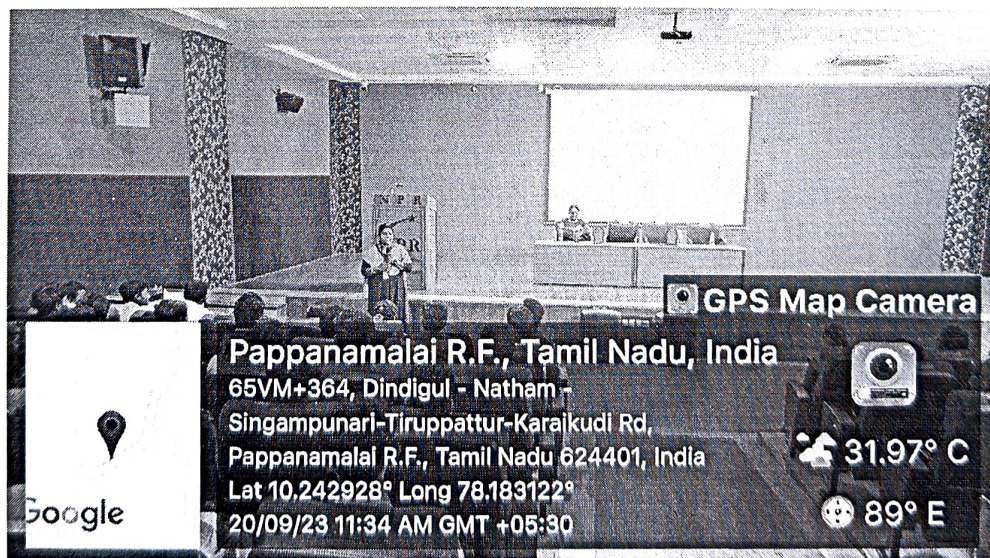 NPR
PR
GPS Map Camera
Pappanamalai R.F., Tamil Nadu, India
65VM+364, Dindigul - Natham -
Singampunari-Tiruppattur-Karaikudi Rd,
Pappanamalai R.F., Tamil Nadu 624401, India
Lat 10.242928° Long 78.183122°
20/09/23 11:34 AM GMT +05:30
Google
31.97° C
89° E